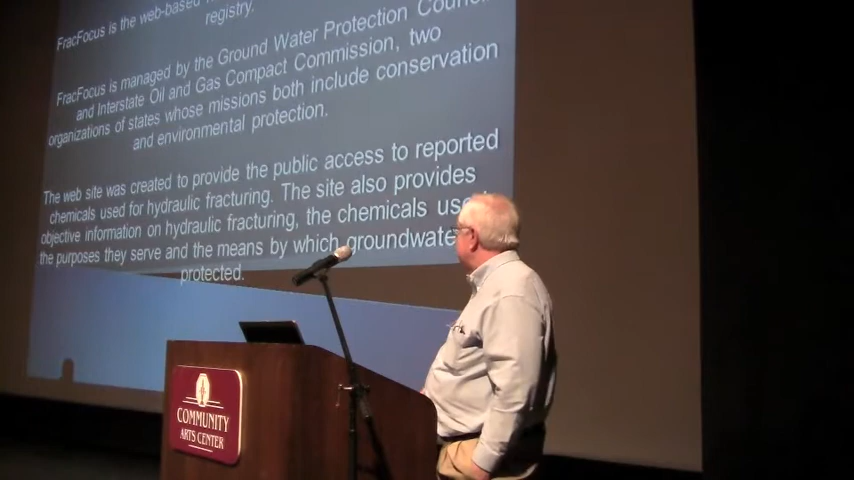 FracFocus is the web-based
registry.
FracFocus is managed by the Ground Water Protection Council
and Interstate Oil and Gas Compact Commission, two
organizations of states whose missions both include conservation
and environmental protection.
The web site was created to provide the public access to reported
chemicals used for hydraulic fracturing. The site also provides
objective information on hydraulic fracturing, the chemicals
the purposes they serve and the means by which
protected.
COMMUNITY
ARTS CENTER